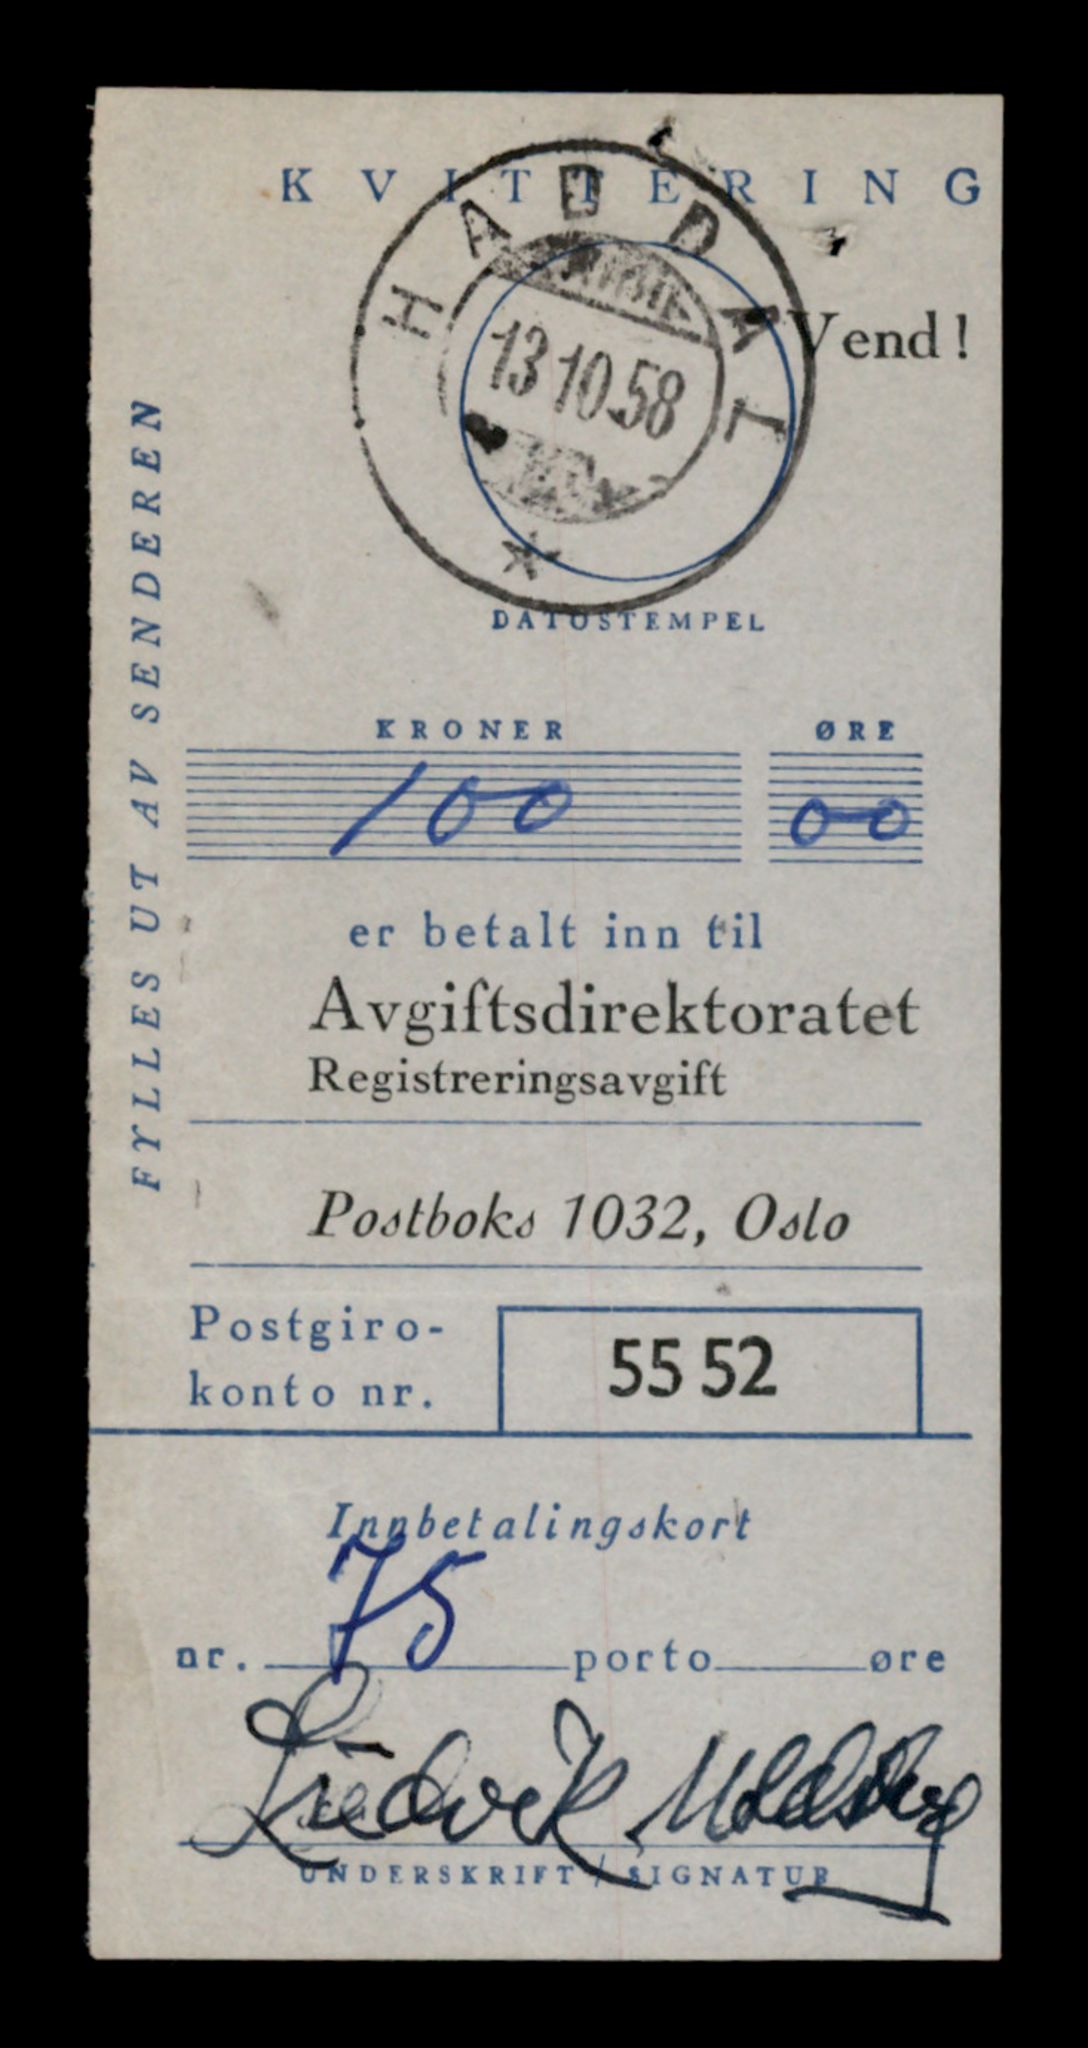 KVITTERING
Vend!
13 10.58
DATOSTEMPEL
FYLLES UT AV SENDEREN
KRONER ØRE
100 00
er betalt inn til
Avgiftsdirektoratet
Registreringsavgift
Postboks 1032, Oslo
Postgiro-
konto nr. 55 52
Innbetalingskort
nr. 75 porto øre
Ludvik
UNDERSKRIFT / SIGNATUR